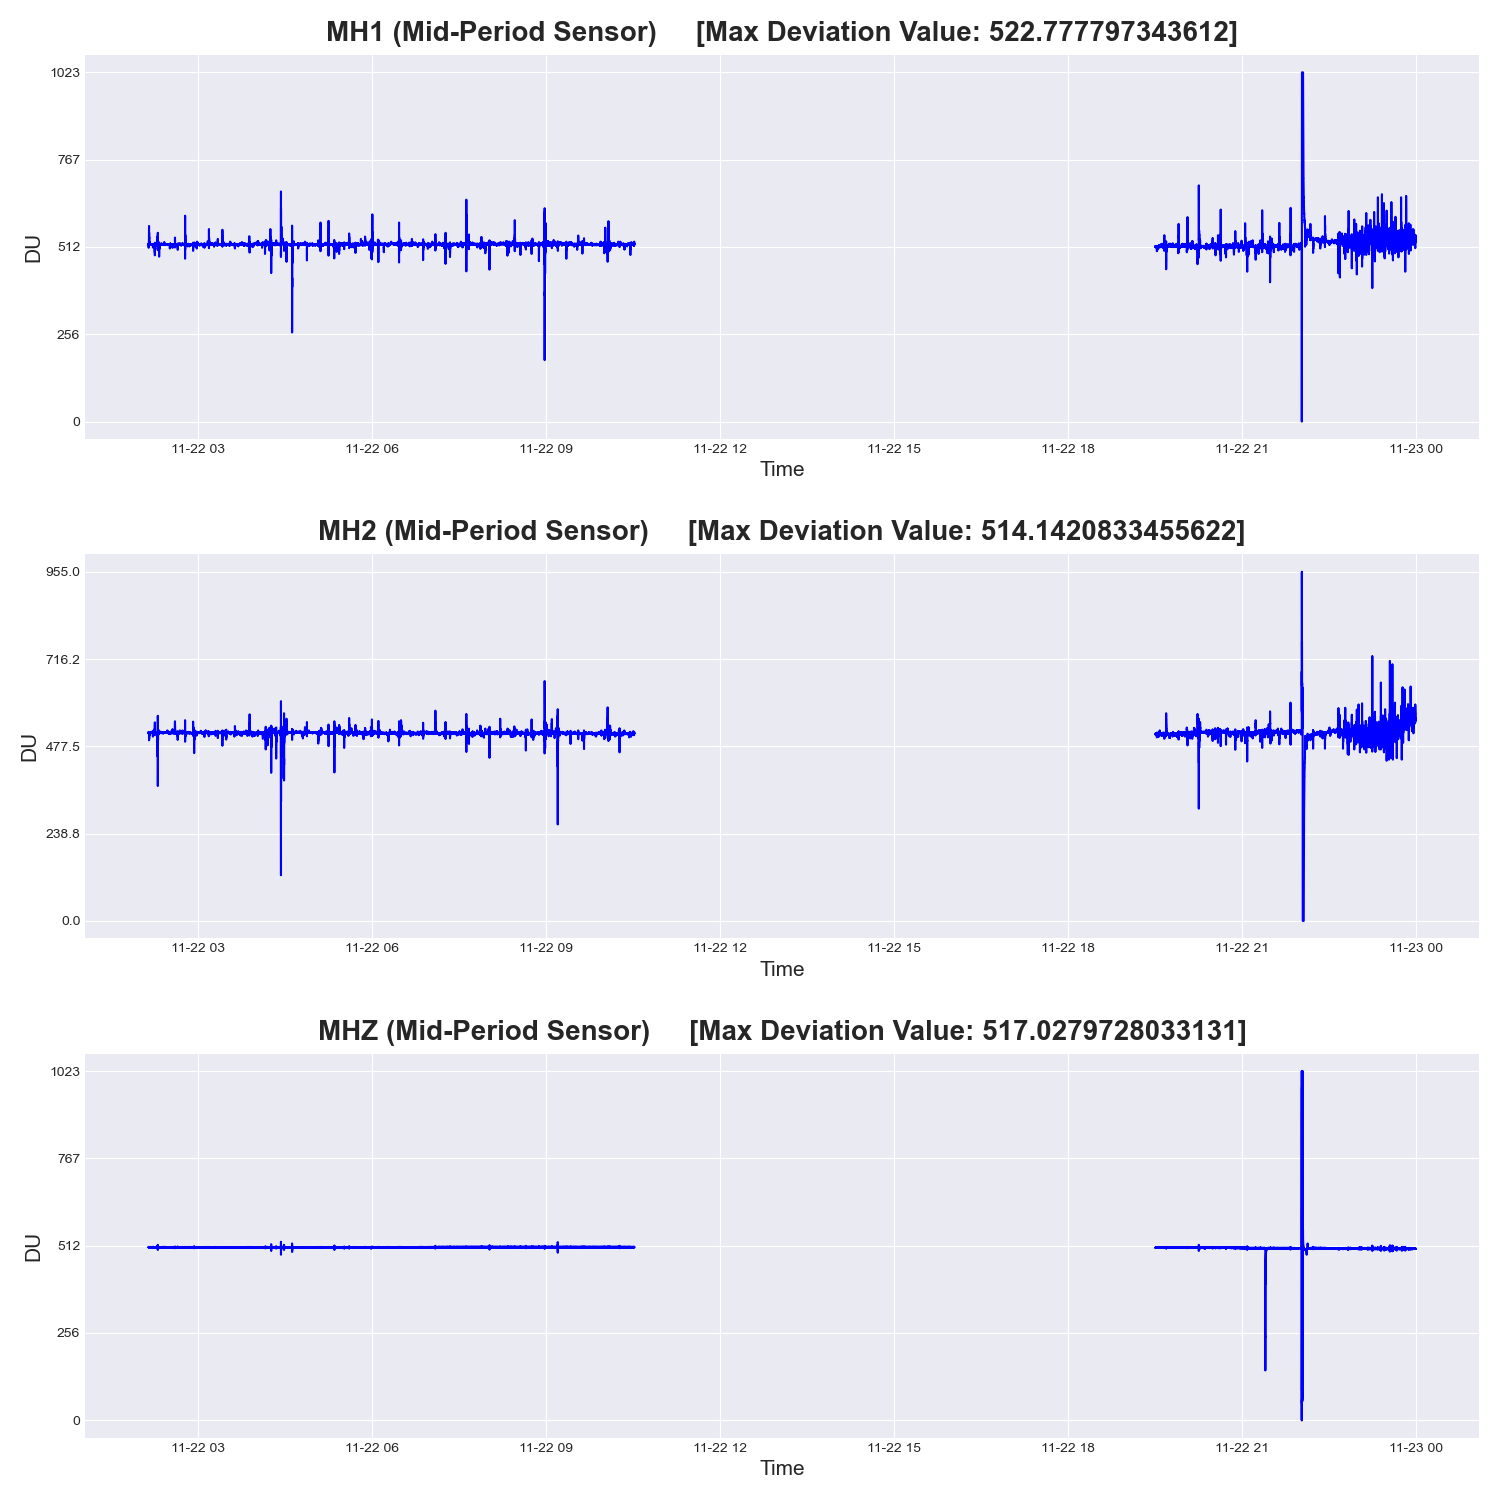 MH1 (Mid-Period Sensor) [Max Deviation Value: 522.777797343612]
1023
767
512
256
0
DU
11-22 03 11-22 06 11-22 09 11-22 12 11-22 15 11-22 18 11-22 21 11-23 00
Time
MH2 (Mid-Period Sensor) [Max Deviation Value: 514.1420833455622]
955.0
716.2
477.5
238.8
0.0
DU
11-22 03 11-22 06 11-22 09 11-22 12 11-22 15 11-22 18 11-22 21 11-23 00
Time
MHZ (Mid-Period Sensor) [Max Deviation Value: 517.0279728033131]
1023
767
512
256
0
DU
11-22 03 11-22 06 11-22 09 11-22 12 11-22 15 11-22 18 11-22 21 11-23 00
Time